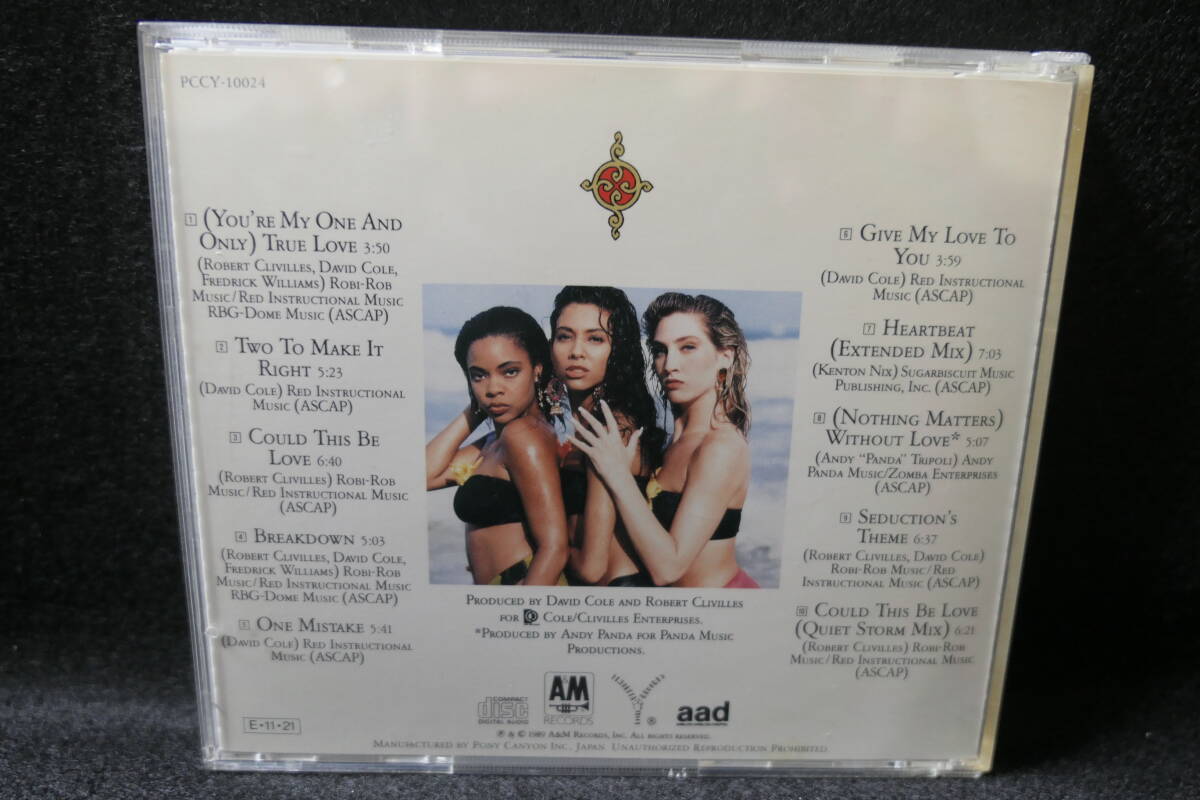 PCCY-10024
1 (You're My One And
Only) True Love 3:50
(Robert Clivilles, David Cole,
Fredrick Williams) Robi-Rob
Music/Red Instructional Music
RBG-Dome Music (ASCAP)
2 Two To Make It
Right 5:23
(David Cole) Red Instructional
Music (ASCAP)
3 Could This Be
Love 6:40
(Robert Clivilles) Robi-Rob
Music/Red Instructional Music
(ASCAP)
4 Breakdown 5:03
(Robert Clivilles, David Cole,
Fredrick Williams) Robi-Rob
Music/Red Instructional Music
RBG-Dome Music (ASCAP)
5 One Mistake 5:41
(David Cole) Red Instructional
Music (ASCAP)
E•11•21
6 Give My Love To
You 3:59
(David Cole) Red Instructional
Music (ASCAP)
7 Heartbeat
(Extended Mix) 7:03
(Kenton Nix) Sugarbiscuit Music
Publishing, Inc. (ASCAP)
8 (Nothing Matters)
Without Love* 5:07
(Andy "Panda" Tripoli) Andy
Panda Music/Zomba Enterprises
(ASCAP)
9 Seduction's
Theme 6:37
(Robert Clivilles, David Cole)
Robi-Rob Music/Red
Instructional Music (ASCAP)
10 Could This Be Love
(Quiet Storm Mix) 6:21
(Robert Clivilles) Robi-Rob
Music/Red Instructional Music
(ASCAP)
Produced by David Cole and Robert Clivilles
for Cole/Clivilles Enterprises.
*Produced by Andy Panda for Panda Music
Productions.
COMPACT
disc
DIGITAL AUDIO
A&M
RECORDS
®
aad
℗ & © 1989 A&M Records, Inc. All rights reserved.
Manufactured by Pony Canyon Inc., Japan. Unauthorized Reproduction Prohibited.